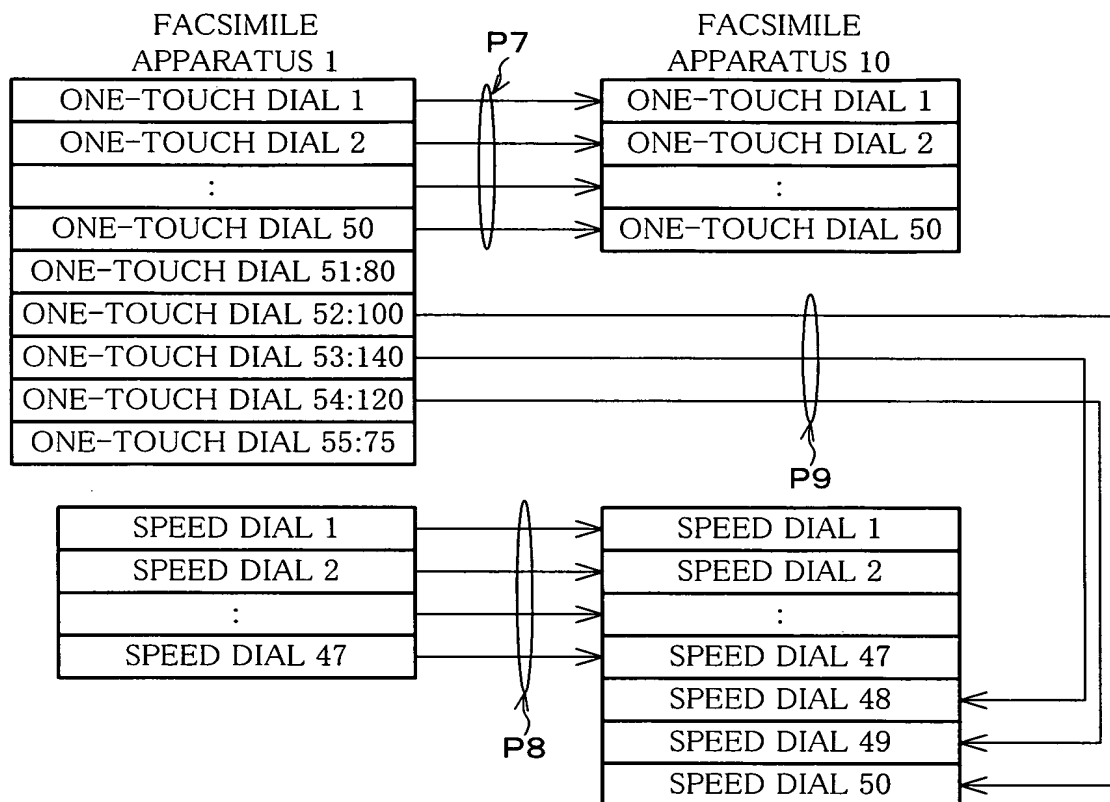 FACSIMILE
APPARATUS 1
ONE-TOUCH DIAL 1
ONE-TOUCH DIAL 2
:
ONE-TOUCH DIAL 50
ONE-TOUCH DIAL 51:80
ONE-TOUCH DIAL 52:100
ONE-TOUCH DIAL 53:140
ONE-TOUCH DIAL 54:120
ONE-TOUCH DIAL 55:75
P7
FACSIMILE
APPARATUS 10
ONE-TOUCH DIAL 1
ONE-TOUCH DIAL 2
:
ONE-TOUCH DIAL 50
P9
SPEED DIAL 1
SPEED DIAL 2
:
SPEED DIAL 47
P8
SPEED DIAL 1
SPEED DIAL 2
:
SPEED DIAL 47
SPEED DIAL 48
SPEED DIAL 49
SPEED DIAL 50